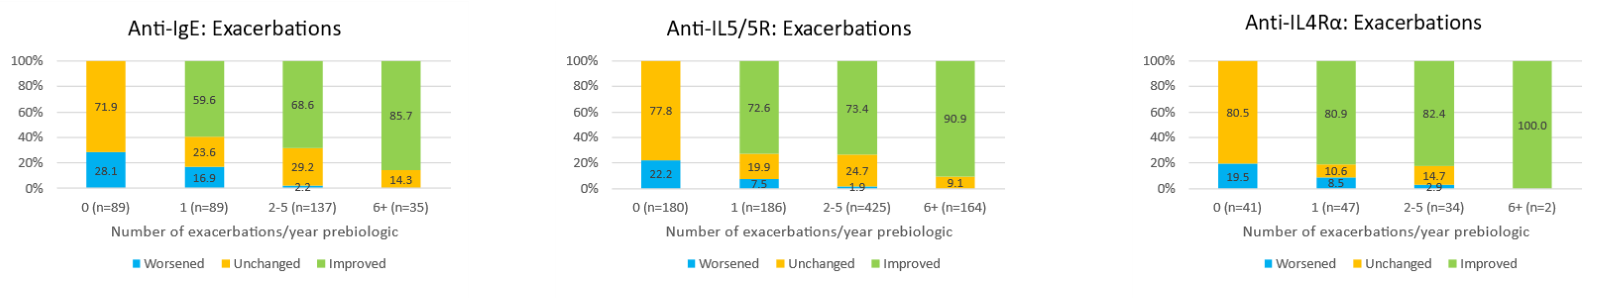 Anti-IgE: Exacerbations
100%
80%
60%
40%
20%
0%
71.9
28.1
59.6
23.6
16.9
68.6
29.2
2.2
85.7
14.3
0 (n=89)
1 (n=89)
2-5 (n=137)
6+ (n=35)
Number of exacerbations/year prebiologic
Worsened
Unchanged
Improved
Anti-IL5/5R: Exacerbations
100%
80%
60%
40%
20%
0%
77.8
22.2
72.6
19.9
7.5
73.4
24.7
1.9
90.9
9.1
0 (n=180)
1 (n=186)
2-5 (n=425)
6+ (n=164)
Number of exacerbations/year prebiologic
Worsened
Unchanged
Improved
Anti-IL4Rα: Exacerbations
100%
80%
60%
40%
20%
0%
80.5
19.5
80.9
10.6
8.5
82.4
14.7
2.9
100.0
0 (n=41)
1 (n=47)
2-5 (n=34)
6+ (n=2)
Number of exacerbations/year prebiologic
Worsened
Unchanged
Improved